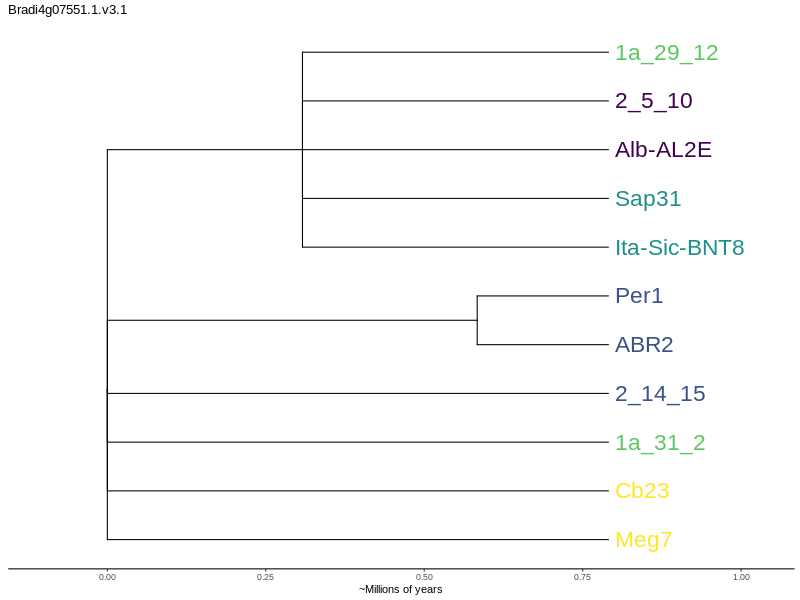 Bradi4g07551.1.v3.1
1a_29_12
2_5_10
Alb-AL2E
Sap31
Ita-Sic-BNT8
Per1
ABR2
2_14_15
1a_31_2
Cb23
Meg7
0.00 0.25 0.50 0.75 1.00
~Millions of years